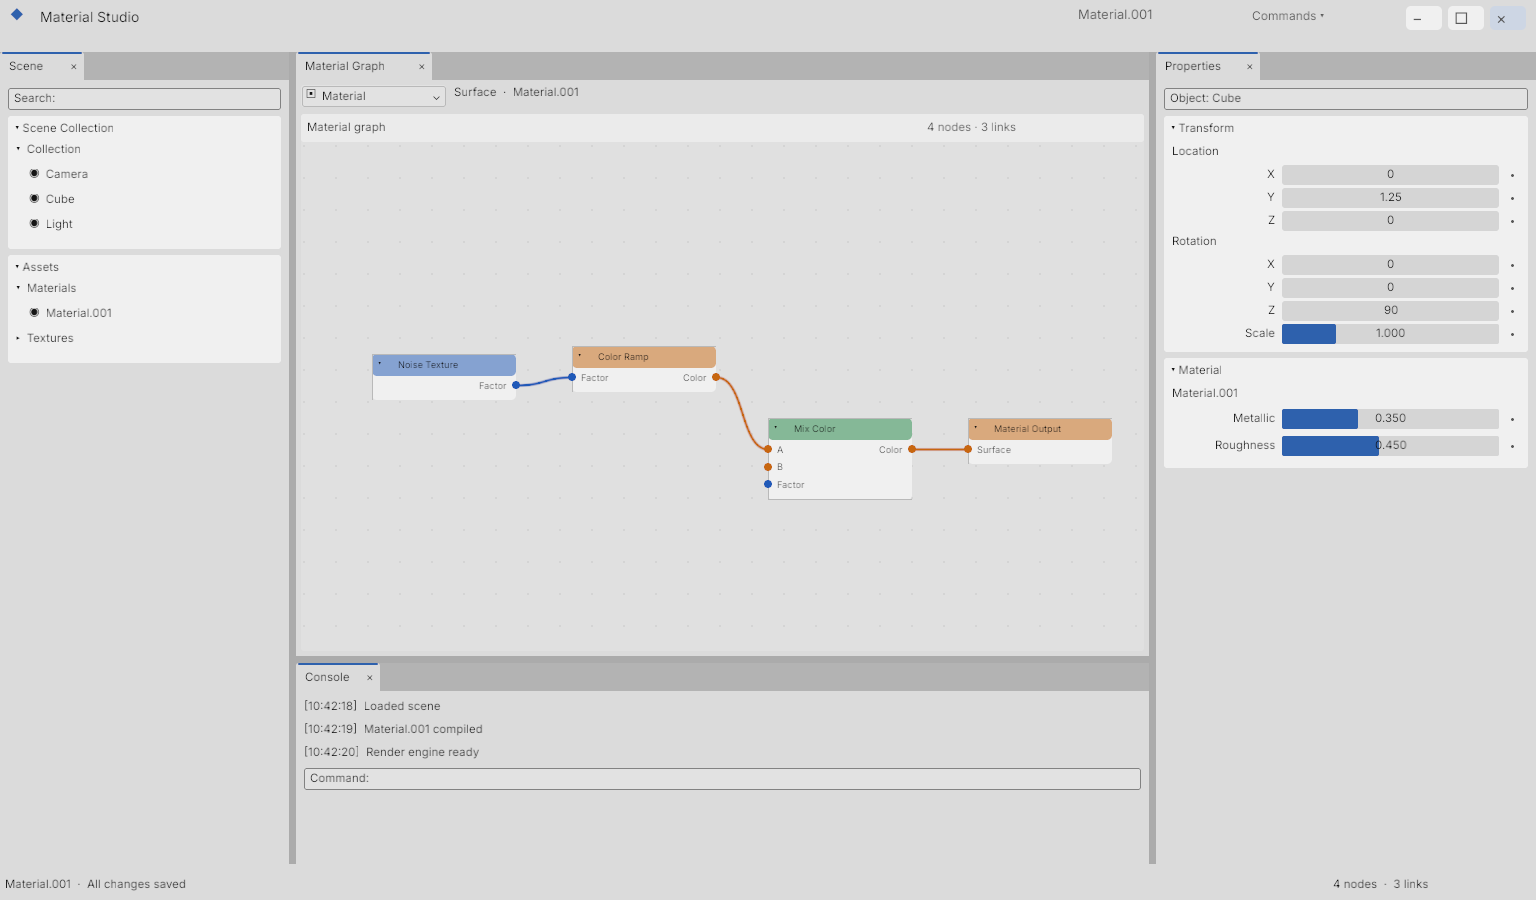 Material Studio
Material.001
Commands
Scene
Search:
Scene Collection
Collection
Camera
Cube
Light
Assets
Materials
Material.001
Textures
Material Graph
Material
Surface · Material.001
Material graph
4 nodes · 3 links
Noise Texture
Factor
Color Ramp
Factor Color
Mix Color
A Color
B
Factor
Material Output
Surface
Console
[10:42:18] Loaded scene
[10:42:19] Material.001 compiled
[10:42:20] Render engine ready
Command:
Properties
Object: Cube
Transform
Location
X 0
Y 1.25
Z 0
Rotation
X 0
Y 0
Z 90
Scale 1.000
Material
Material.001
Metallic 0.350
Roughness 0.450
Material.001 · All changes saved
4 nodes · 3 links